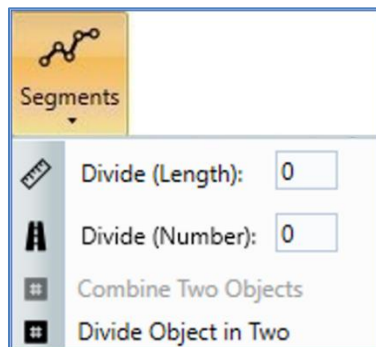 Segments
Divide (Length): 0
Divide (Number): 0
Combine Two Objects
Divide Object in Two